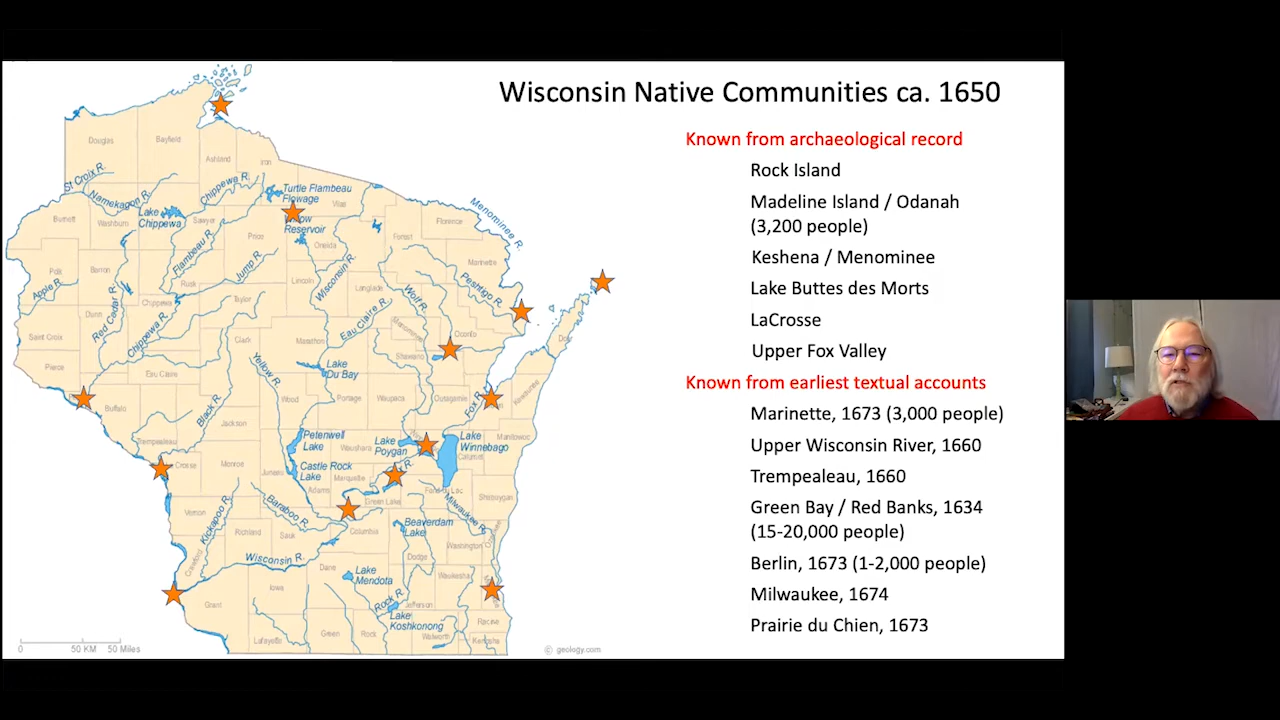 Wisconsin Native Communities ca. 1650
Known from archaeological record
Rock Island
Madeline Island / Odanah
(3,200 people)
Keshena / Menominee
Lake Buttes des Morts
LaCrosse
Upper Fox Valley
Known from earliest textual accounts
Marinette, 1673 (3,000 people)
Upper Wisconsin River, 1660
Trempealeau, 1660
Green Bay / Red Banks, 1634
(15-20,000 people)
Berlin, 1673 (1-2,000 people)
Milwaukee, 1674
Prairie du Chien, 1673
Douglas
Bayfield
Ashland
Iron
St Croix R.
Namekagon R.
Chippewa R.
Turtle Flambeau
Flowage
Vilas
Menominee R.
Burnett
Washburn
Lake
Chippewa
Sawyer
Reservoir
Florence
Flambeau R.
Price
Oneida
Forest
Marinette
Polk
Barron
Rusk
Jump R.
Lincoln
Wisconsin R.
Langlade
Wolf R.
Peshtigo R.
Apple R.
Red Cedar R.
Chippewa
Taylor
Dunn
Chippewa R.
Eau Claire R.
Menominee
Oconto
Saint Croix
Clark
Marathon
Shawano
Door
Pierce
Eau Claire
Yellow R.
Lake
Du Bay
Buffalo
Black R.
Wood
Portage
Waupaca
Outagamie
Fox R.
Kewaunee
Trempealeau
Jackson
Petenwell
Lake
Waushara
Lake
Poygan
Lake
Winnebago
Manitowoc
Calumet
Crosse
Monroe
Juneau
Castle Rock
Lake
Adams
Marquette
R.
Green Lake
Fond du Lac
Sheboygan
Vernon
Kickapoo R.
Baraboo R.
Columbia
Beaverdam
Lake
Milwaukee R.
Crawford
Richland
Sauk
Dodge
Washington
Wisconsin R.
Dane
Lake
Mendota
Waukesha
Grant
Iowa
Rock R.
Jefferson
Lake
Koshkonong
Racine
Lafayette
Green
Rock
Walworth
Kenosha
0 50 KM 50 Miles
© geology.com